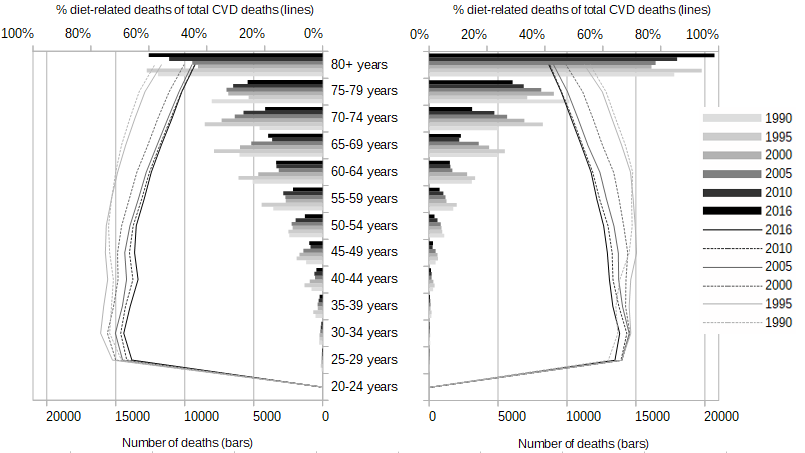 % diet-related deaths of total CVD deaths (lines)
% diet-related deaths of total CVD deaths (lines)
100% 80% 60% 40% 20% 0%
0% 20% 40% 60% 80% 100%
80+ years
75-79 years
70-74 years
65-69 years
60-64 years
55-59 years
50-54 years
45-49 years
40-44 years
35-39 years
30-34 years
25-29 years
20-24 years
1990
1995
2000
2005
2010
2016
2016
2010
2005
2000
1995
1990
20000 15000 10000 5000 0
0 5000 10000 15000 20000
Number of deaths (bars)
Number of deaths (bars)